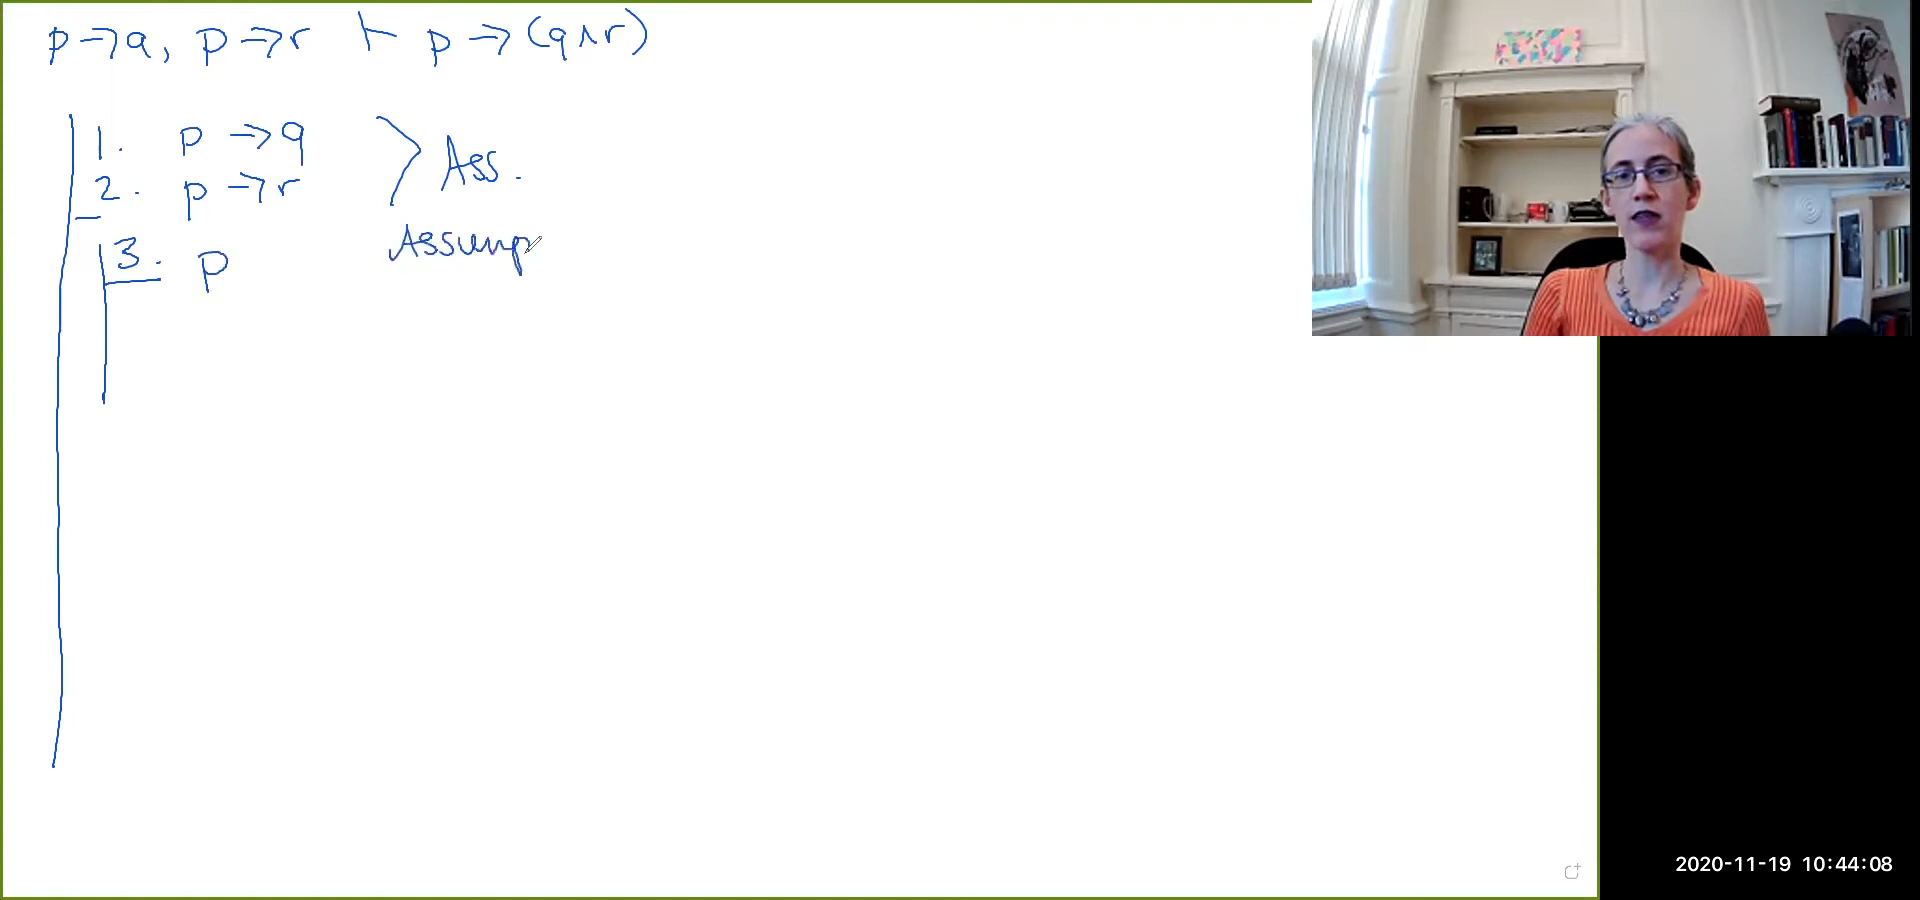 p → q, p → r ⊢ p → (q ∧ r)
1. p → q
2. p → r
Ass.
3. p Assump
2020-11-19 10:44:08